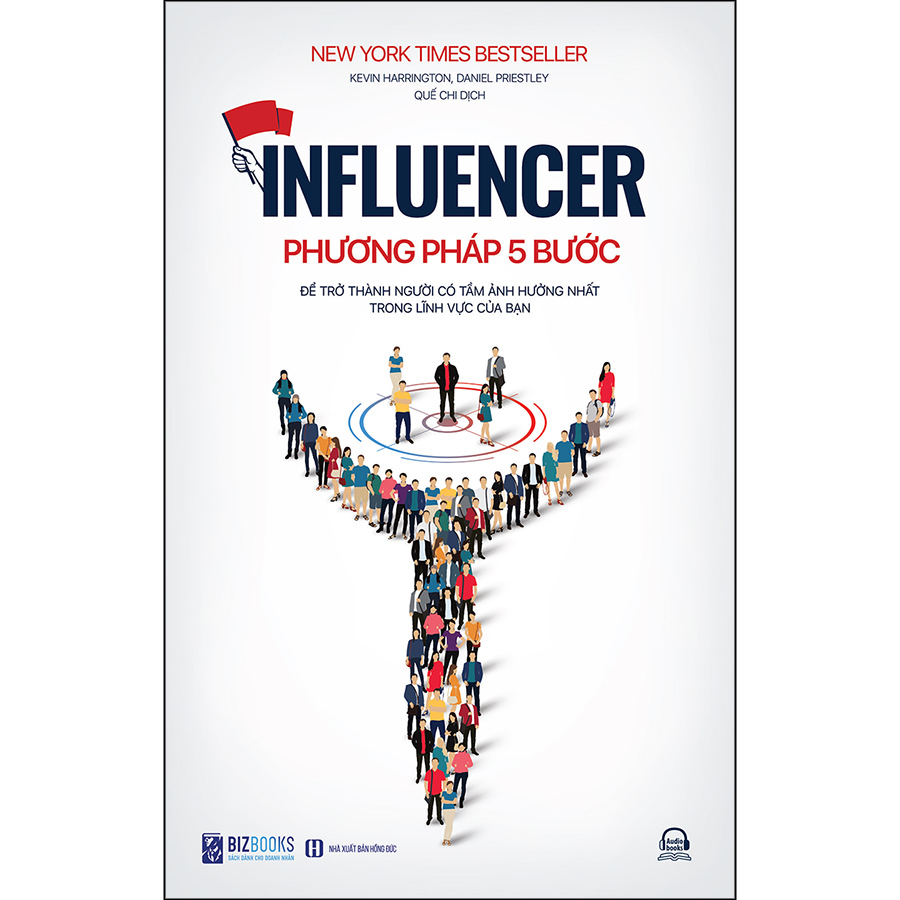 NEW YORK TIMES BESTSELLER
KEVIN HARRINGTON, DANIEL PRIESTLEY
QUẾ CHI DỊCH
INFLUENCER
PHƯƠNG PHÁP 5 BƯỚC
ĐỂ TRỞ THÀNH NGƯỜI CÓ TẦM ẢNH HƯỞNG NHẤT
TRONG LĨNH VỰC CỦA BẠN
BIZBOOKS
SÁCH DÀNH CHO DOANH NHÂN
H
NHÀ XUẤT BẢN HỒNG ĐỨC
Audio
books